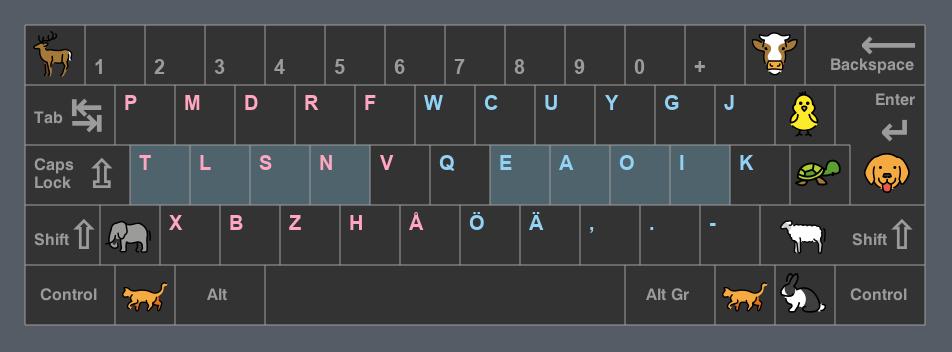 1 2 3 4 5 6 7 8 9 0 + Backspace
Tab P M D R F W C U Y G J Enter
Caps Lock T L S N V Q E A O I K
Shift X B Z H Å Ö Ä , . - Shift
Control Alt Alt Gr Control